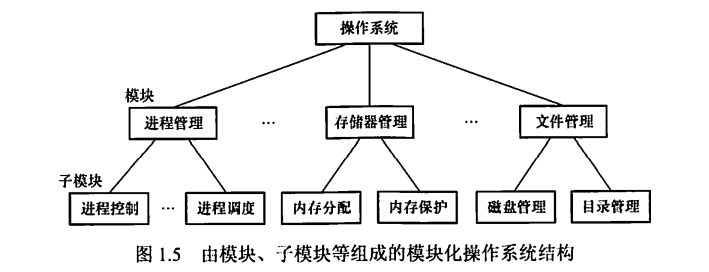 操作系统
模块
进程管理 … 存储器管理 … 文件管理
子模块
进程控制 … 进程调度 内存分配 内存保护 磁盘管理 目录管理
图 1.5 由模块、子模块等组成的模块化操作系统结构